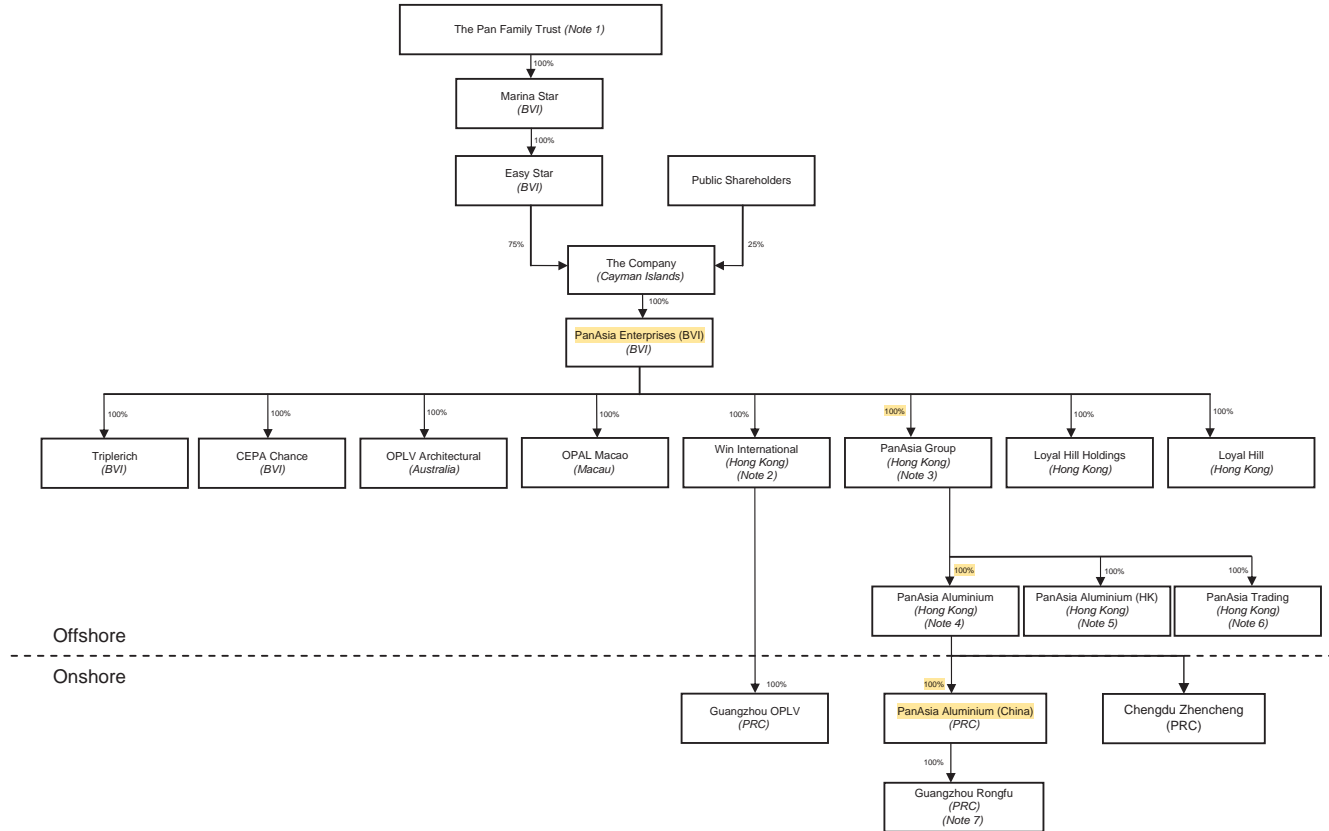 The Pan Family Trust (Note 1)
100%
Marina Star
(BVI)
100%
Easy Star
(BVI)
Public Shareholders
75%
25%
The Company
(Cayman Islands)
100%
PanAsia Enterprises (BVI)
(BVI)
100%
100%
100%
100%
100%
100%
100%
100%
Triplerich
(BVI)
CEPA Chance
(BVI)
OPLV Architectural
(Australia)
OPAL Macao
(Macau)
Win International
(Hong Kong)
(Note 2)
PanAsia Group
(Hong Kong)
(Note 3)
Loyal Hill Holdings
(Hong Kong)
Loyal Hill
(Hong Kong)
100%
100%
100%
PanAsia Aluminium
(Hong Kong)
(Note 4)
PanAsia Aluminium (HK)
(Hong Kong)
(Note 5)
PanAsia Trading
(Hong Kong)
(Note 6)
Offshore
Onshore
100%
100%
Guangzhou OPLV
(PRC)
PanAsia Aluminium (China)
(PRC)
Chengdu Zhencheng
(PRC)
100%
Guangzhou Rongfu
(PRC)
(Note 7)